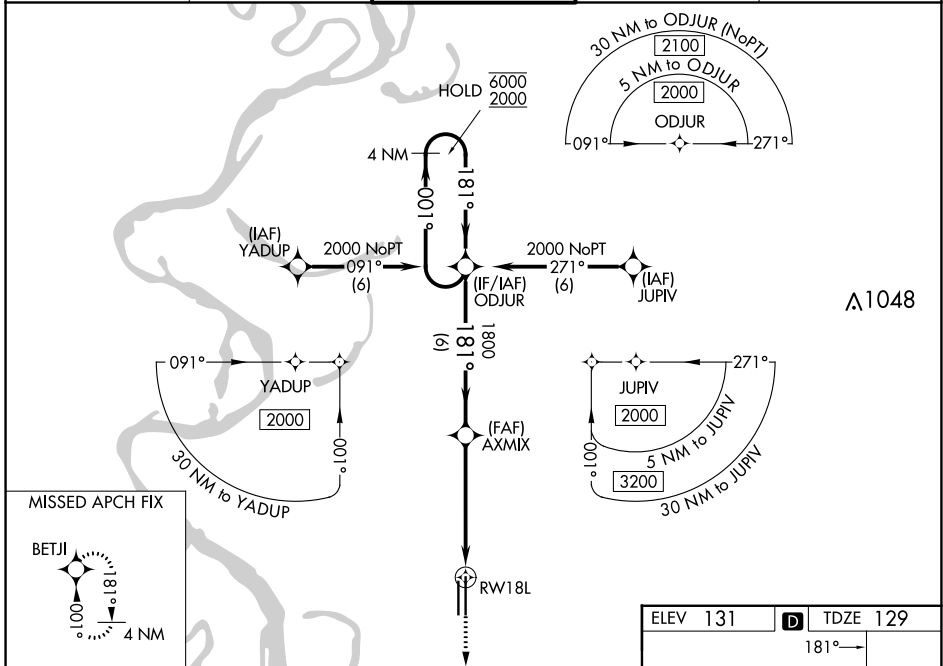 30 NM to ODJUR (NoPT)
2100
5 NM to ODJUR
2000
ODJUR
091°
271°
HOLD 6000
2000
4 NM
001°
181°
(IAF)
YADUP
2000 NoPT
091°
(6)
(IF/IAF)
ODJUR
2000 NoPT
271°
(6)
(IAF)
JUPIV
1048
1800
181°
(6)
091°
YADUP
2000
001°
30 NM to YADUP
271°
JUPIV
2000
001°
5 NM to JUPIV
3200
30 NM to JUPIV
(FAF)
AXMIX
MISSED APCH FIX
BETJI
181°
001°
4 NM
RW18L
ELEV 131 D TDZE 129
181°